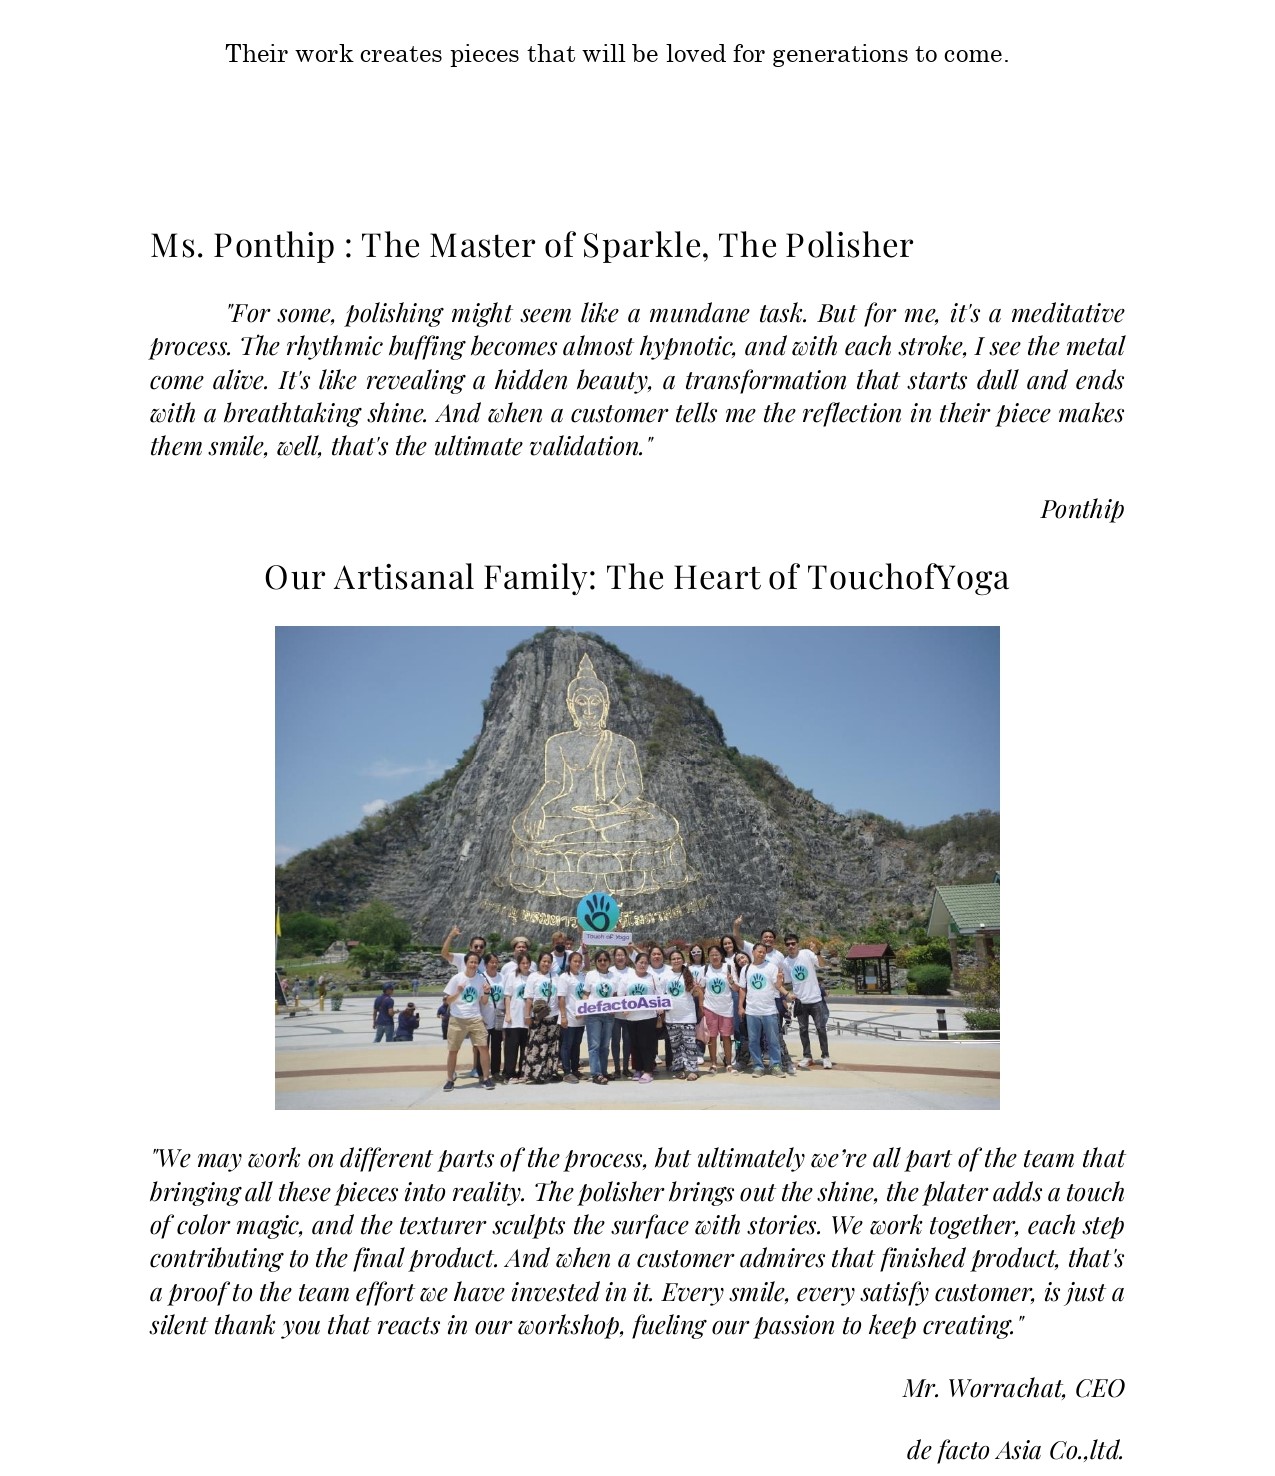 Their work creates pieces that will be loved for generations to come.
Ms. Ponthip : The Master of Sparkle, The Polisher
"For some, polishing might seem like a mundane task. But for me, it's a meditative
process. The rhythmic buffing becomes almost hypnotic, and with each stroke, I see the metal
come alive. It's like revealing a hidden beauty, a transformation that starts dull and ends
with a breathtaking shine. And when a customer tells me the reflection in their piece makes
them smile, well, that's the ultimate validation."
Ponthip
Our Artisanal Family: The Heart of TouchofYoga
Touch of Yoga
defactoAsia
"We may work on different parts of the process, but ultimately we’re all part of the team that
bringing all these pieces into reality. The polisher brings out the shine, the plater adds a touch
of color magic, and the texturer sculpts the surface with stories. We work together, each step
contributing to the final product. And when a customer admires that finished product, that's
a proof to the team effort we have invested in it. Every smile, every satisfy customer, is just a
silent thank you that reacts in our workshop, fueling our passion to keep creating."
Mr. Worrachat, CEO
de facto Asia Co.,ltd.